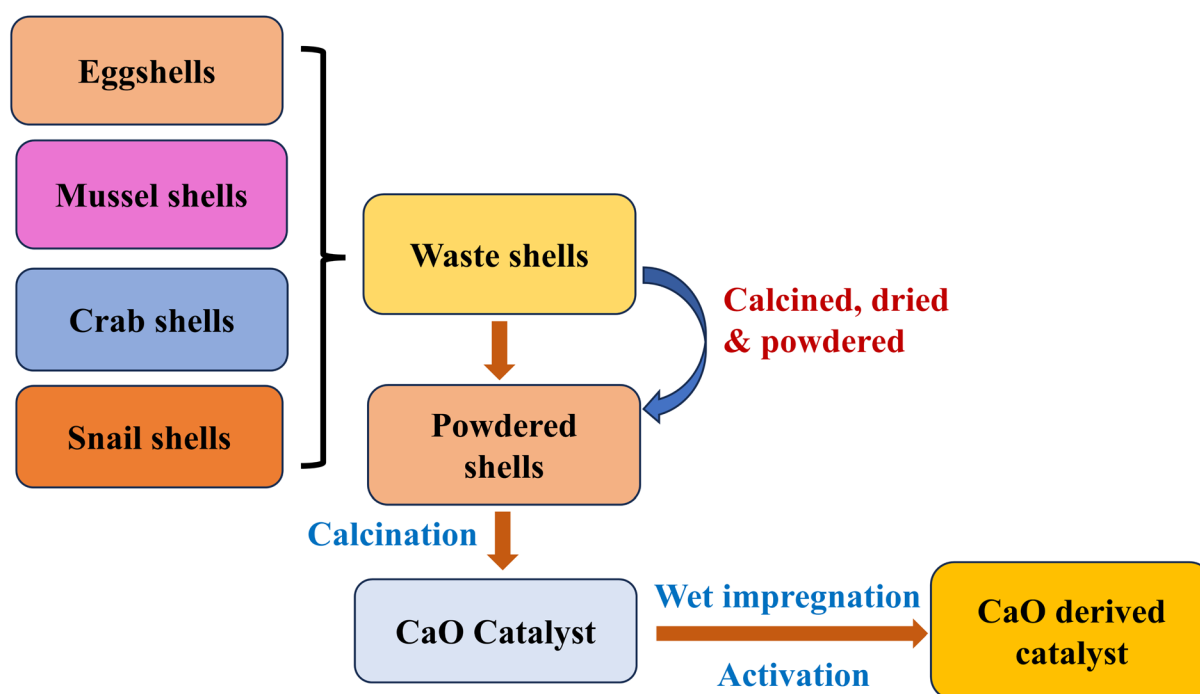 Eggshells
Mussel shells
Crab shells
Snail shells
Waste shells
Calcined, dried
& powdered
Powdered
shells
Calcination
CaO Catalyst
Wet impregnation
Activation
CaO derived
catalyst